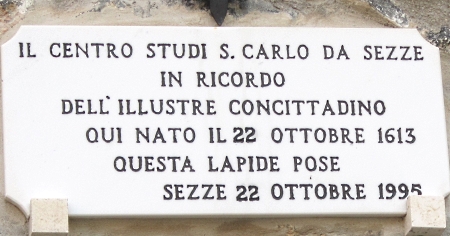 IL CENTRO STUDI S. CARLO DA SEZZE
IN RICORDO
DELL'ILLUSTRE CONCITTADINO
QUI NATO IL 22 OTTOBRE 1613
QUESTA LAPIDE POSE
SEZZE 22 OTTOBRE 1995